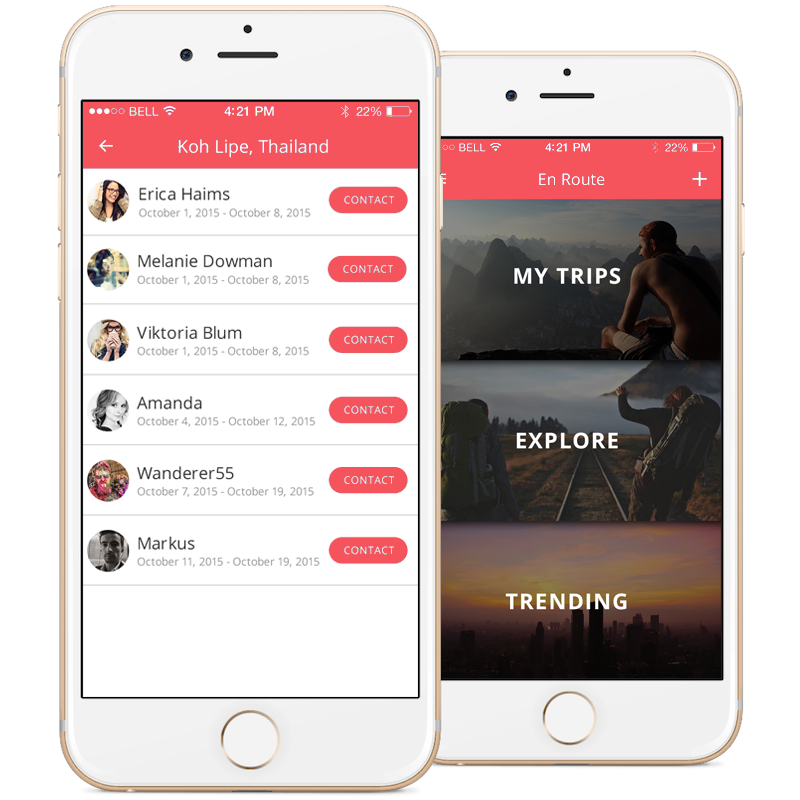 BELL 4:21 PM 22%
Koh Lipe, Thailand
Erica Haims
October 1, 2015 - October 8, 2015
CONTACT
Melanie Dowman
October 1, 2015 - October 8, 2015
CONTACT
Viktoria Blum
October 1, 2015 - October 8, 2015
CONTACT
Amanda
October 4, 2015 - October 12, 2015
CONTACT
Wanderer55
October 7, 2015 - October 19, 2015
CONTACT
Markus
October 11, 2015 - October 19, 2015
CONTACT
BELL 4:21 PM 22%
En Route
MY TRIPS
EXPLORE
TRENDING